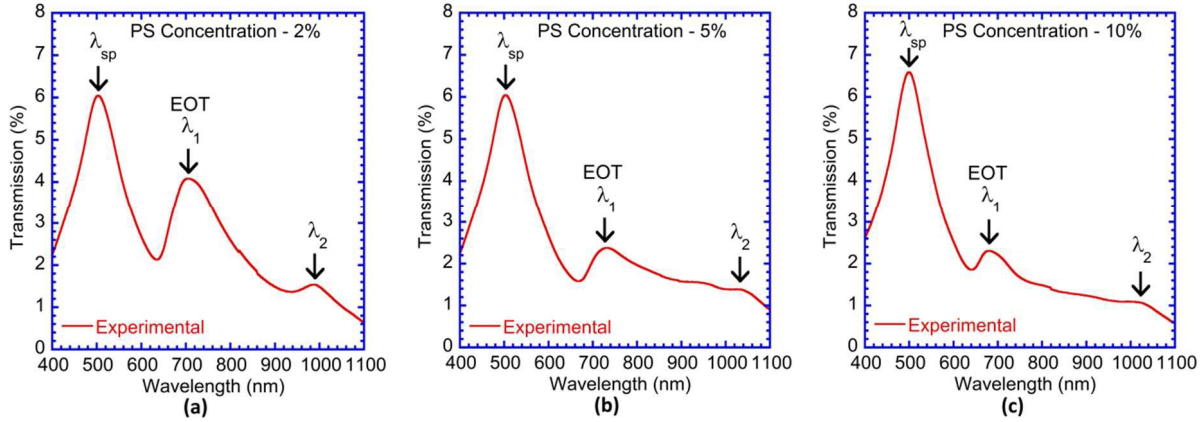 PS Concentration - 2%
λsp
EOT
λ1
λ2
Experimental
Transmission (%)
8
7
6
5
4
3
2
1
0
400 500 600 700 800 900 1000 1100
Wavelength (nm)
(a)
PS Concentration - 5%
λsp
EOT
λ1
λ2
Experimental
Transmission (%)
8
7
6
5
4
3
2
1
0
400 500 600 700 800 900 1000 1100
Wavelength (nm)
(b)
PS Concentration - 10%
λsp
EOT
λ1
λ2
Experimental
Transmission (%)
8
7
6
5
4
3
2
1
0
400 500 600 700 800 900 1000 1100
Wavelength (nm)
(c)